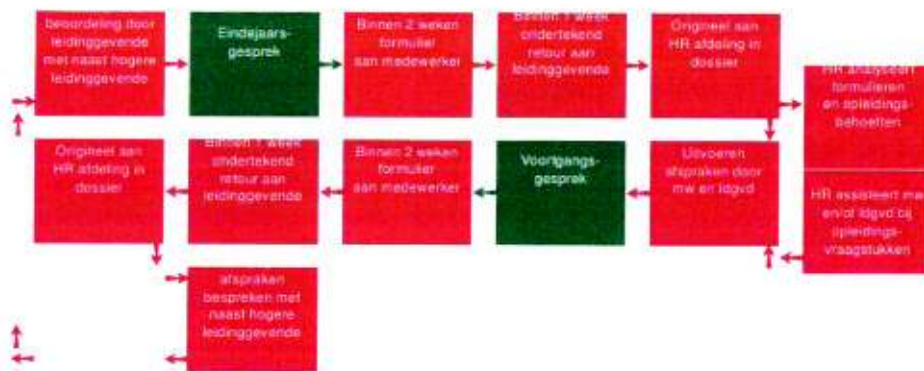 beoordeling door
leidinggevende
met naast hogere
leidinggevende
Eindejaars-
gesprek
Binnen 2 weken
formulier
aan medewerker
Binnen 1 week
ondertekend
retour aan
leidinggevende
Origineel aan
HR afdeling in
dossier
HR analyseert
formulieren
en opleidings
behoeften
Origineel aan
HR afdeling in
dossier
Binnen 1 week
ondertekend
retour aan
leidinggevende
Binnen 2 weken
formulier
aan medewerker
Voortgangs-
gesprek
Uitvoeren
afspraken door
mw en ldgvd
HR assisteert mw
en/of ldgvd bij
opleidings-
vraagstukken
afspraken
bespreken met
naast hogere
leidinggevende